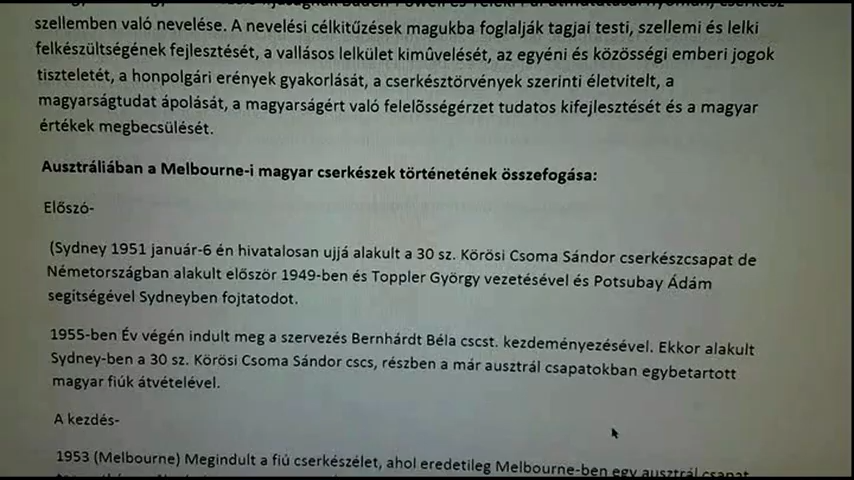 szellemben való nevelése. A nevelési célkitűzések magukba foglalják tagjai testi, szellemi és lelki
felkészültségének fejlesztését, a vallásos lelkület kimûvelését, az egyéni és közösségi emberi jogok
tiszteletét, a honpolgári erények gyakorlását, a cserkésztörvények szerinti életvitelt, a
magyarságtudat ápolását, a magyarságért való felelõsségérzet tudatos kifejlesztését és a magyar
értékek megbecsülését.
Ausztráliában a Melbourne-i magyar cserkészek történetének összefogása:
Előszó-
(Sydney 1951 január-6 én hivatalosan ujjá alakult a 30 sz. Körösi Csoma Sándor cserkészcsapat de
Németországban alakult először 1949-ben és Toppler György vezetésével és Potsubay Ádám
segítségével Sydneyben fojtatodot.
1955-ben Év végén indult meg a szervezés Bernhárdt Béla cscst. kezdeményezésével. Ekkor alakult
Sydney-ben a 30 sz. Körösi Csoma Sándor cscs, részben a már ausztrál csapatokban egybetartott
magyar fiúk átvételével.
A kezdés-
1953 (Melbourne) Megindult a fiú cserkészélet, ahol eredetileg Melbourne-ben egy ausztrál csapat